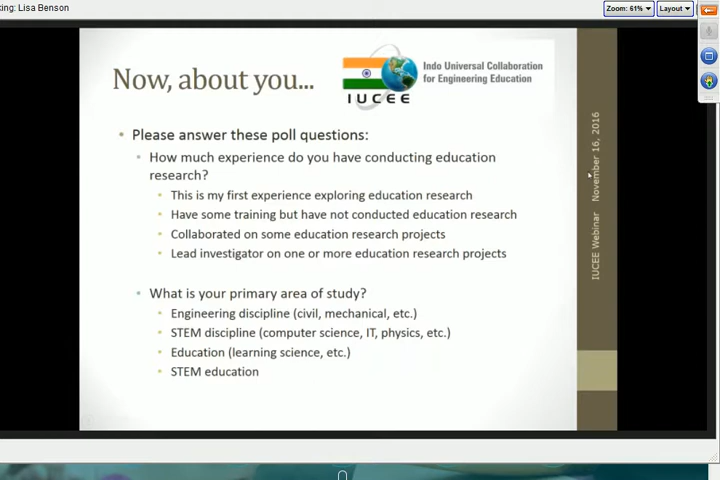 king: Lisa Benson
Zoom: 61%
Layout
Now, about you...
IUCEE
Indo Universal Collaboration
for Engineering Education
• Please answer these poll questions:
• How much experience do you have conducting education
research?
• This is my first experience exploring education research
• Have some training but have not conducted education research
• Collaborated on some education research projects
• Lead investigator on one or more education research projects
• What is your primary area of study?
• Engineering discipline (civil, mechanical, etc.)
• STEM discipline (computer science, IT, physics, etc.)
• Education (learning science, etc.)
• STEM education
IUCEE Webinar November 16, 2016